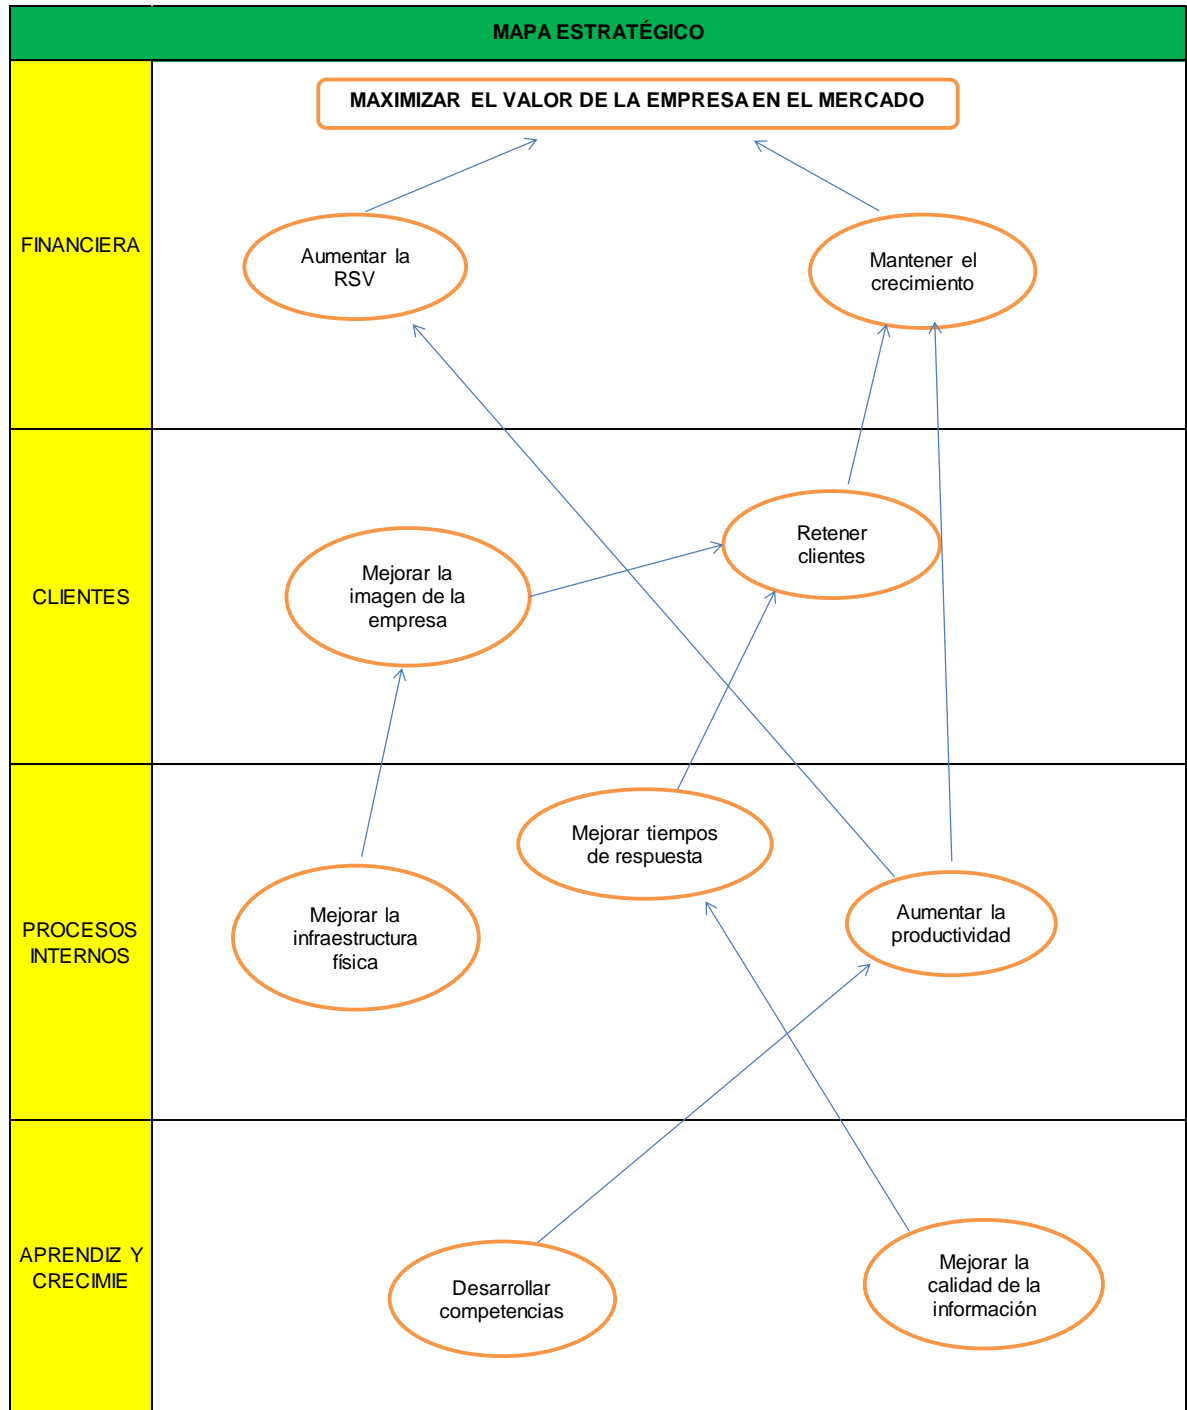 MAPA ESTRATÉGICO
MAXIMIZAR EL VALOR DE LA EMPRESA EN EL MERCADO
FINANCIERA
Aumentar la
RSV
Mantener el
crecimiento
CLIENTES
Retener
clientes
Mejorar la
imagen de la
empresa
PROCESOS
INTERNOS
Mejorar tiempos
de respuesta
Mejorar la
infraestructura
física
Aumentar la
productividad
APRENDIZ Y
CRECIMIE
Desarrollar
competencias
Mejorar la
calidad de la
información